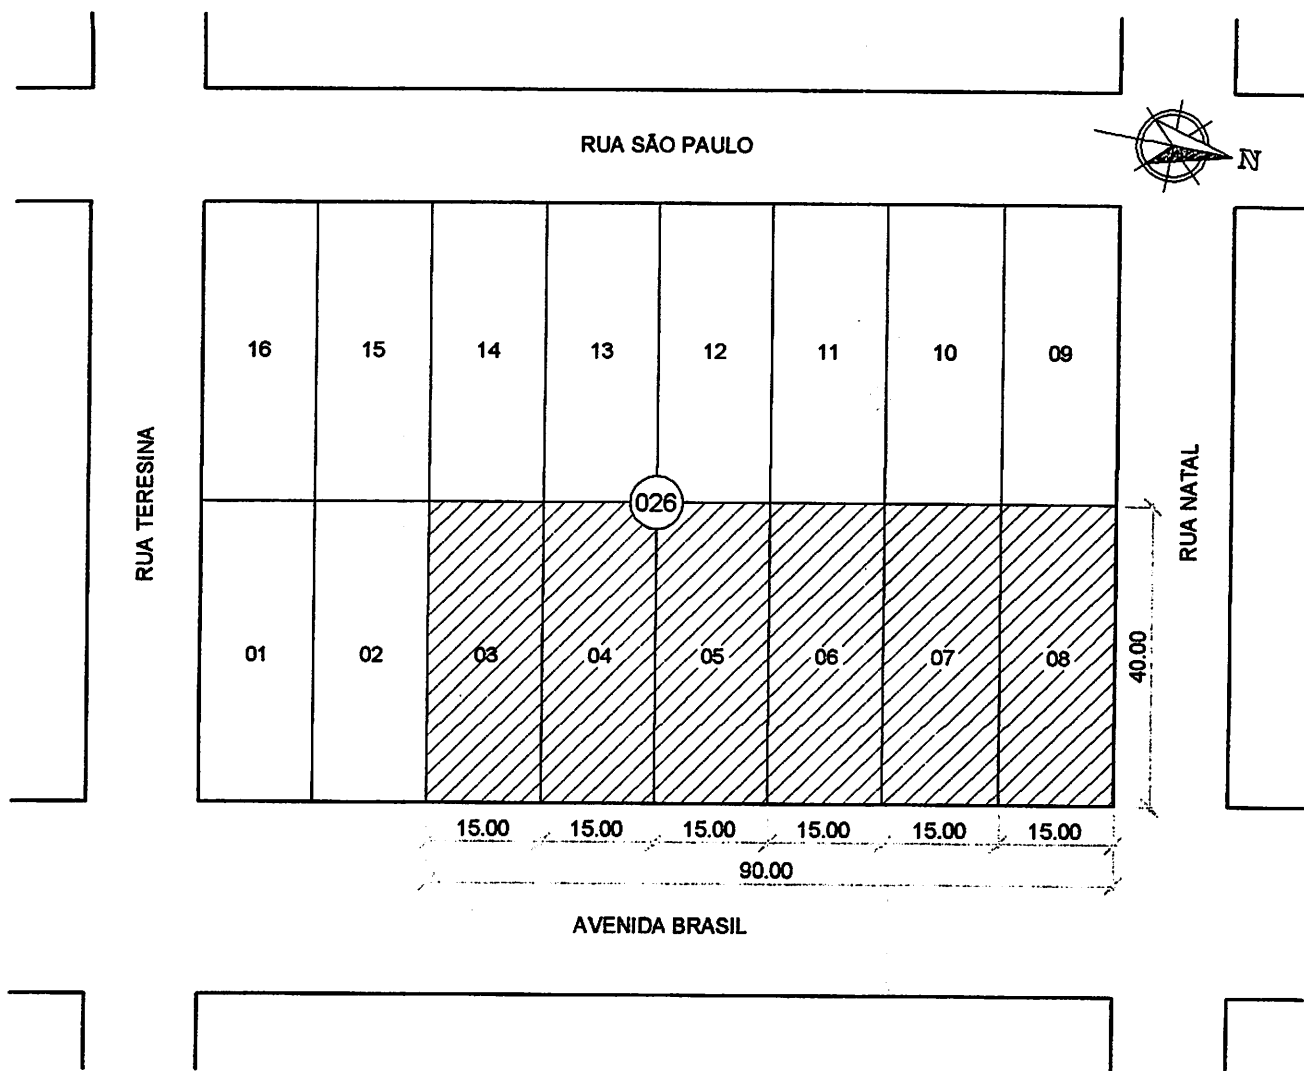 RUA SÃO PAULO
N
16 15 14 13 12 11 10 09
RUA TERESINA
026
RUA NATAL
01 02 03 04 05 06 07 08
40.00
15.00 15.00 15.00 15.00 15.00 15.00
90.00
AVENIDA BRASIL